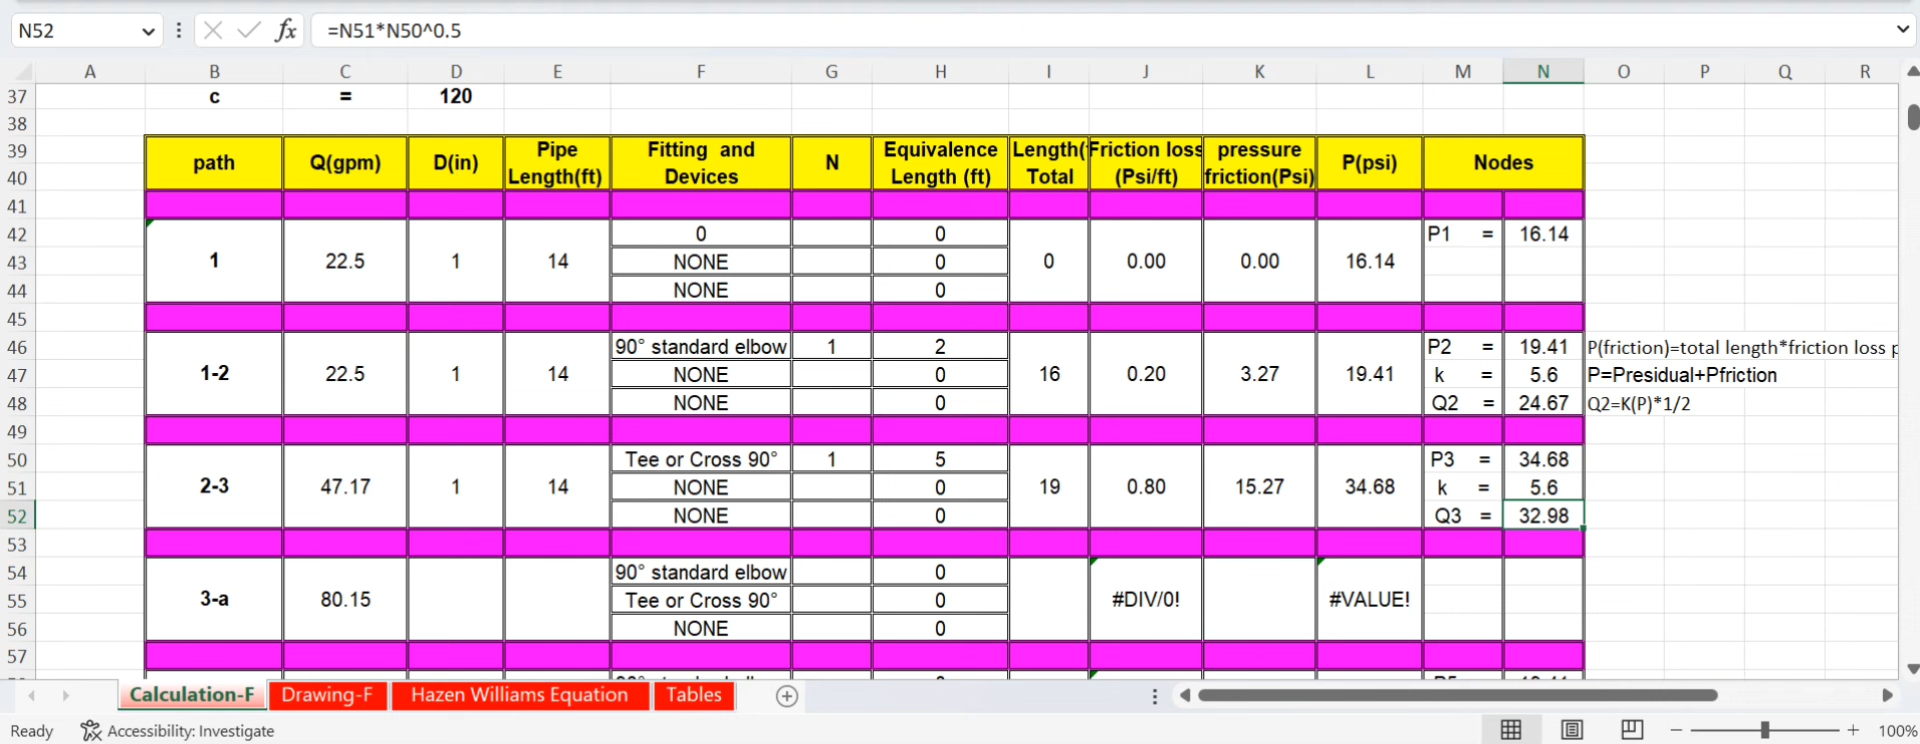 N52 fx =N51*N50^0.5
A B C D E F G H I J K L M N O P Q R
37 c = 120
38
39 path Q(gpm) D(in) Pipe Fitting and N Equivalence Length( Friction loss pressure P(psi) Nodes
40 Length(ft) Devices Length (ft) Total (Psi/ft) friction(Psi)
41
42 0 0 P1 = 16.14
43 1 22.5 1 14 NONE 0 0 0.00 0.00 16.14
44 NONE 0
45
46 90° standard elbow 1 2 P2 = 19.41 P(friction)=total length*friction loss p
47 1-2 22.5 1 14 NONE 0 16 0.20 3.27 19.41 k = 5.6 P=Presidual+Pfriction
48 NONE 0 Q2 = 24.67 Q2=K(P)*1/2
49
50 Tee or Cross 90° 1 5 P3 = 34.68
51 2-3 47.17 1 14 NONE 0 19 0.80 15.27 34.68 k = 5.6
52 NONE 0 Q3 = 32.98
53
54 90° standard elbow 0
55 3-a 80.15 Tee or Cross 90° 0 #DIV/0! #VALUE!
56 NONE 0
57
Calculation-F Drawing-F Hazen Williams Equation Tables
Ready Accessibility: Investigate 100%